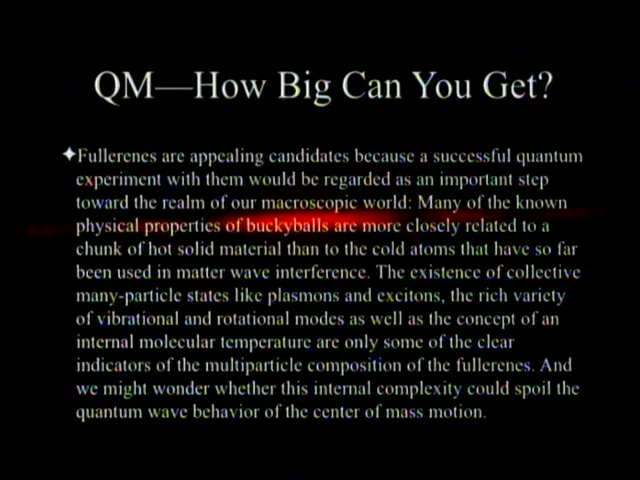 QM—How Big Can You Get?
✦Fullerenes are appealing candidates because a successful quantum
experiment with them would be regarded as an important step
toward the realm of our macroscopic world: Many of the known
physical properties of buckyballs are more closely related to a
chunk of hot solid material than to the cold atoms that have so far
been used in matter wave interference. The existence of collective
many-particle states like plasmons and excitons, the rich variety
of vibrational and rotational modes as well as the concept of an
internal molecular temperature are only some of the clear
indicators of the multiparticle composition of the fullerenes. And
we might wonder whether this internal complexity could spoil the
quantum wave behavior of the center of mass motion.